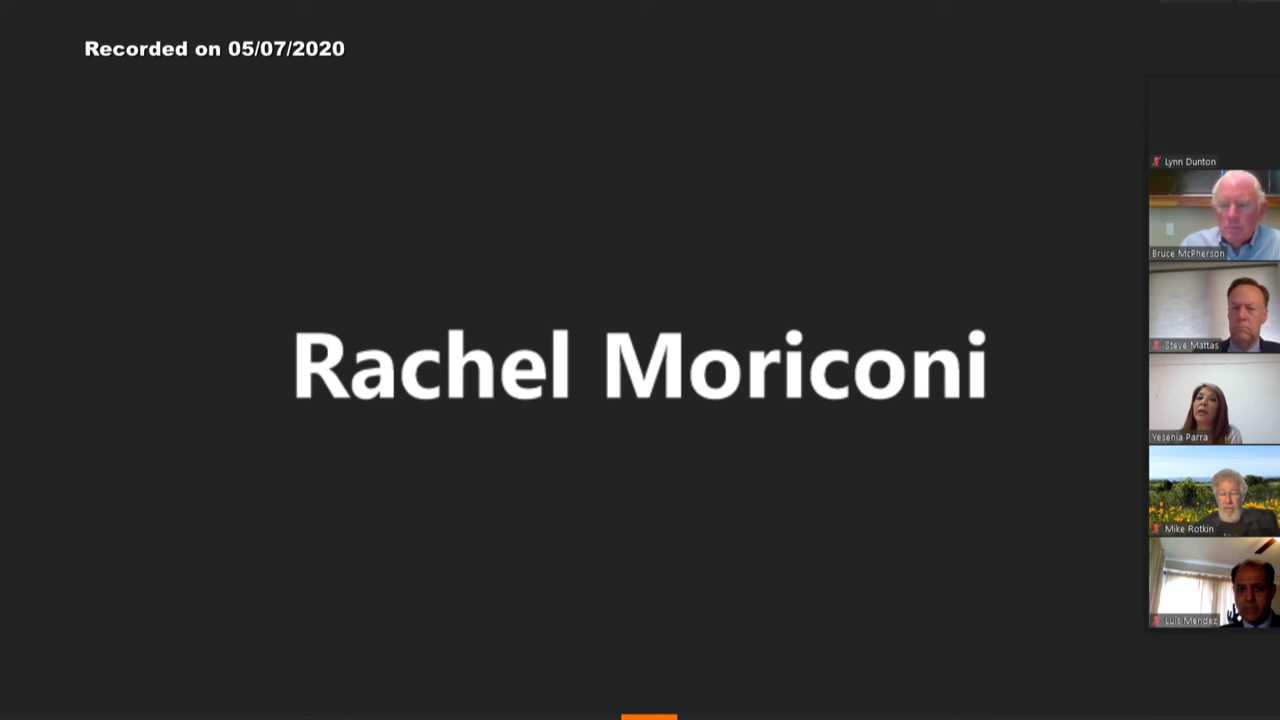 Recorded on 05/07/2020
Lynn Dunton
Bruce McPherson
Steve Mattas
Yesenia Parra
Rachel Moriconi
Mike Rotkin
Luis Mendez